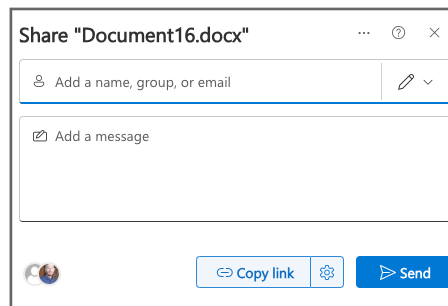 Share "Document16.docx"
Add a name, group, or email
Add a message
Copy link
Send